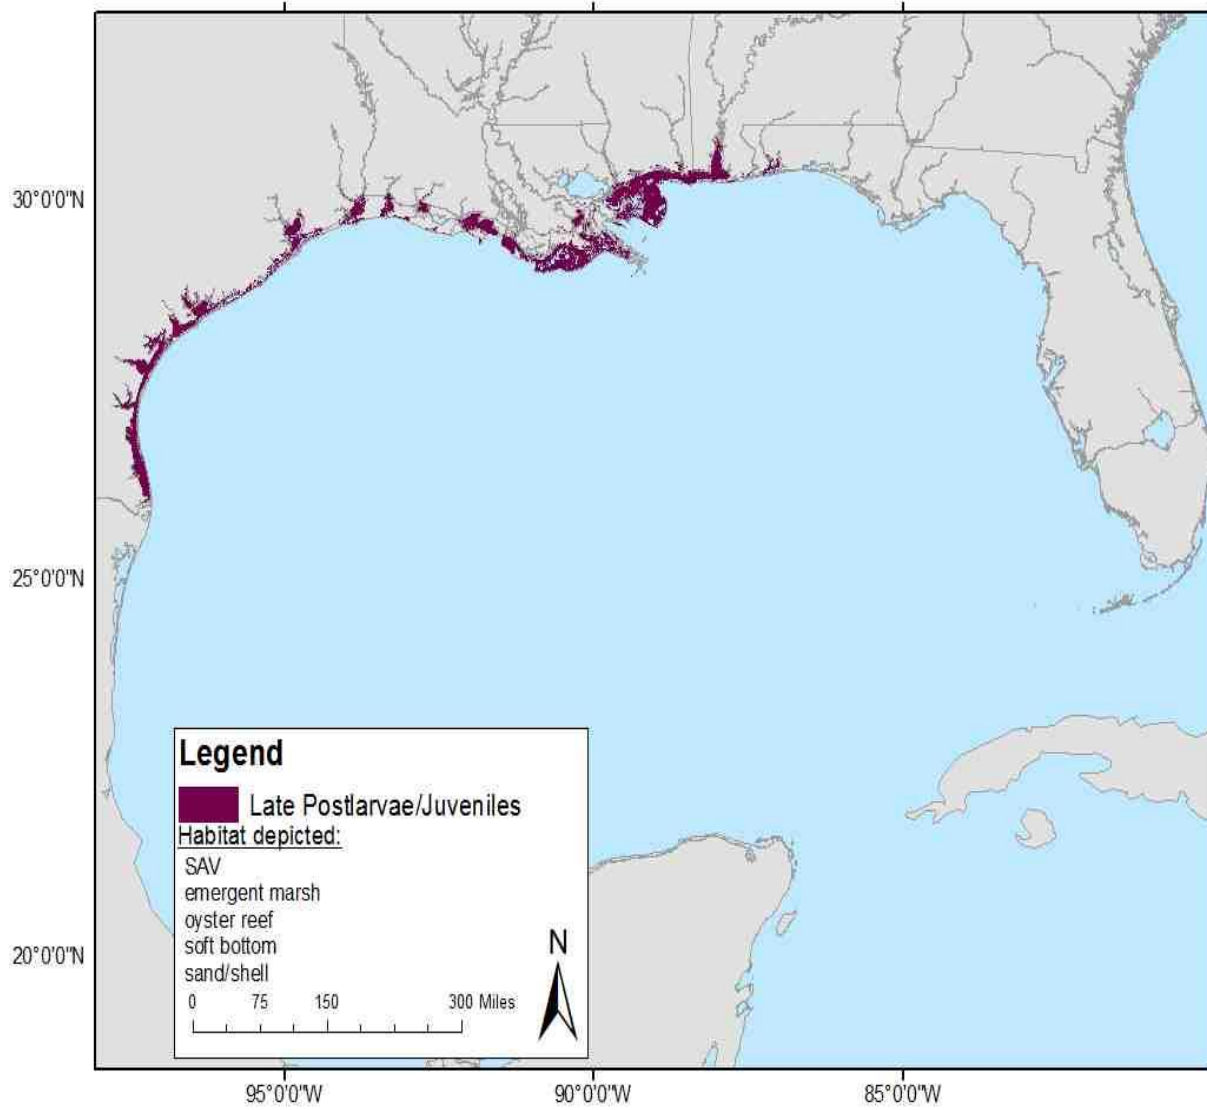 30°0'0"N
25°0'0"N
20°0'0"N
Legend
Late Postlarvae/Juveniles
Habitat depicted:
SAV
emergent marsh
oyster reef
soft bottom
sand/shell
N
0 75 150 300 Miles
95°0'0"W 90°0'0"W 85°0'0"W